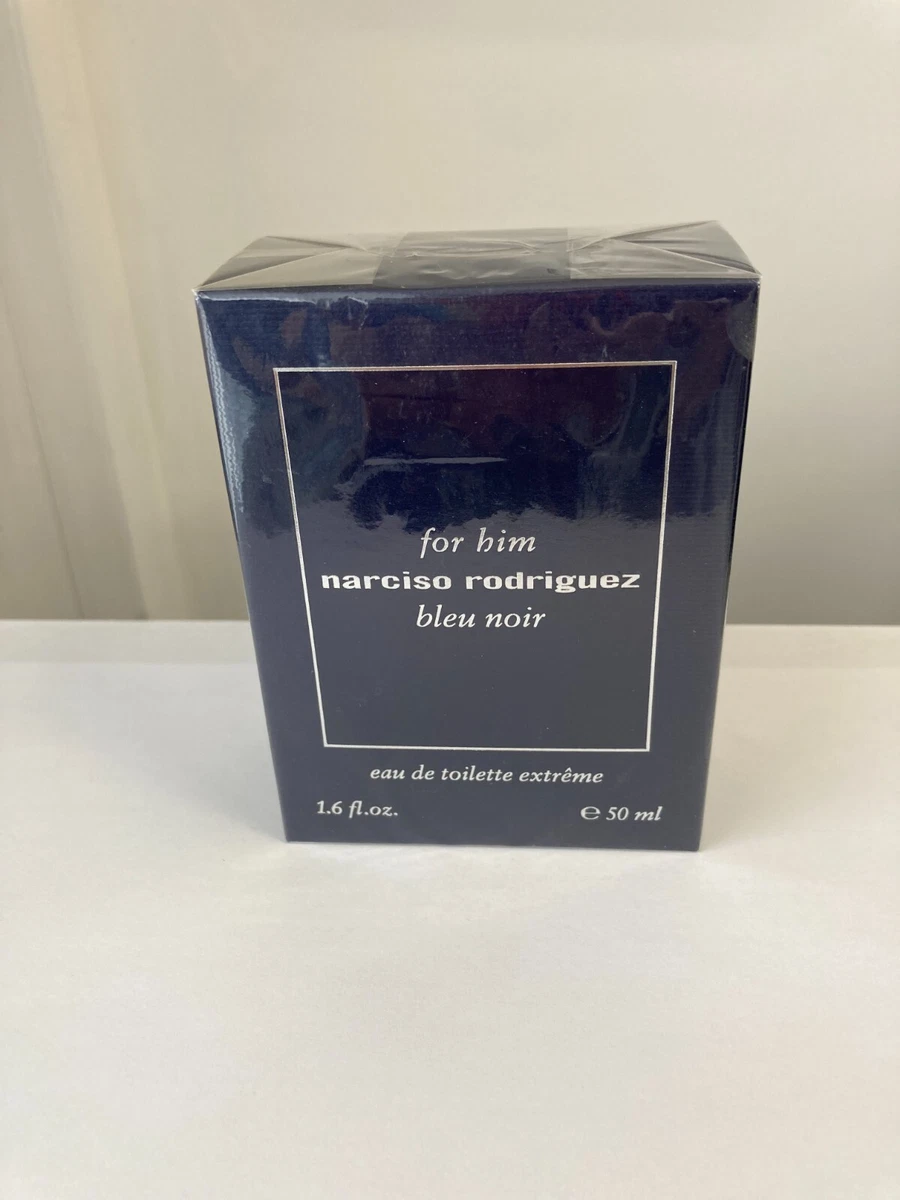 for him
narciso rodriguez
bleu noir
eau de toilette extrême
1.6 fl.oz.
℮ 50 ml